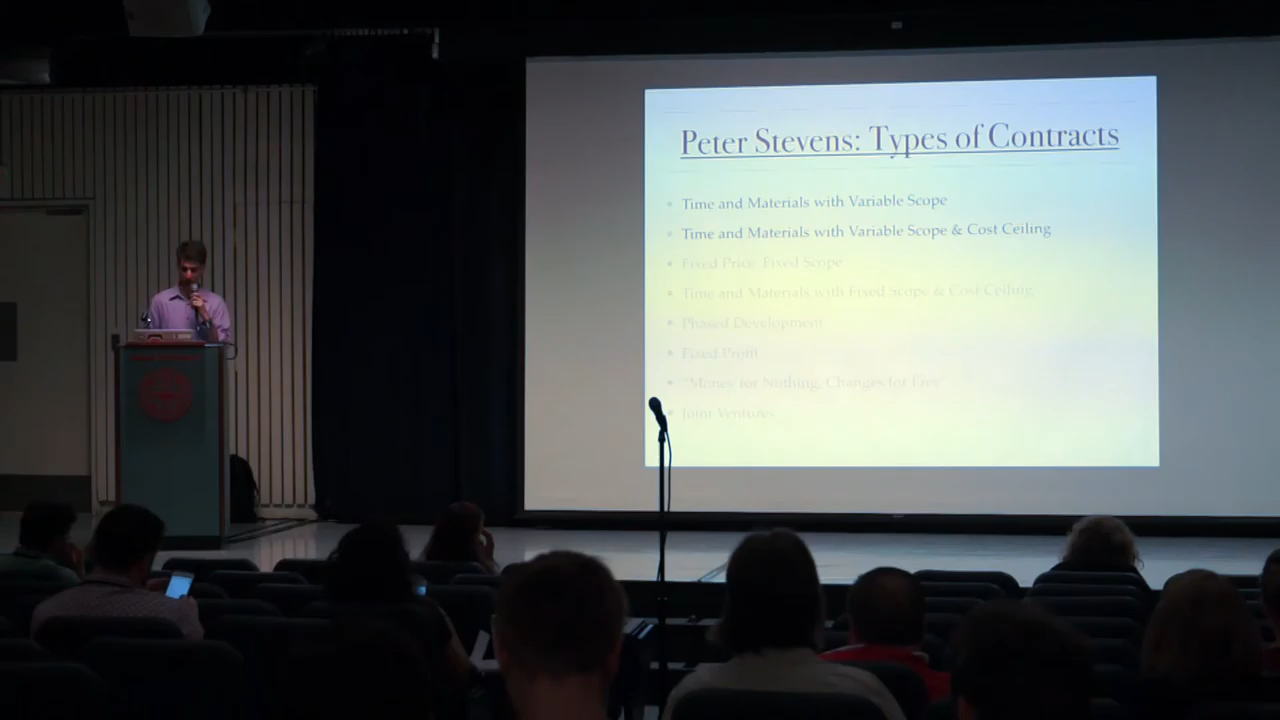 Peter Stevens: Types of Contracts
Time and Materials with Variable Scope
Time and Materials with Variable Scope & Cost Ceiling
Fixed Price, Fixed Scope
Time and Materials with Fixed Scope & Cost Ceiling
Phased Development
Fixed Profit
"Money for Nothing, Changes for Free"
Joint Ventures